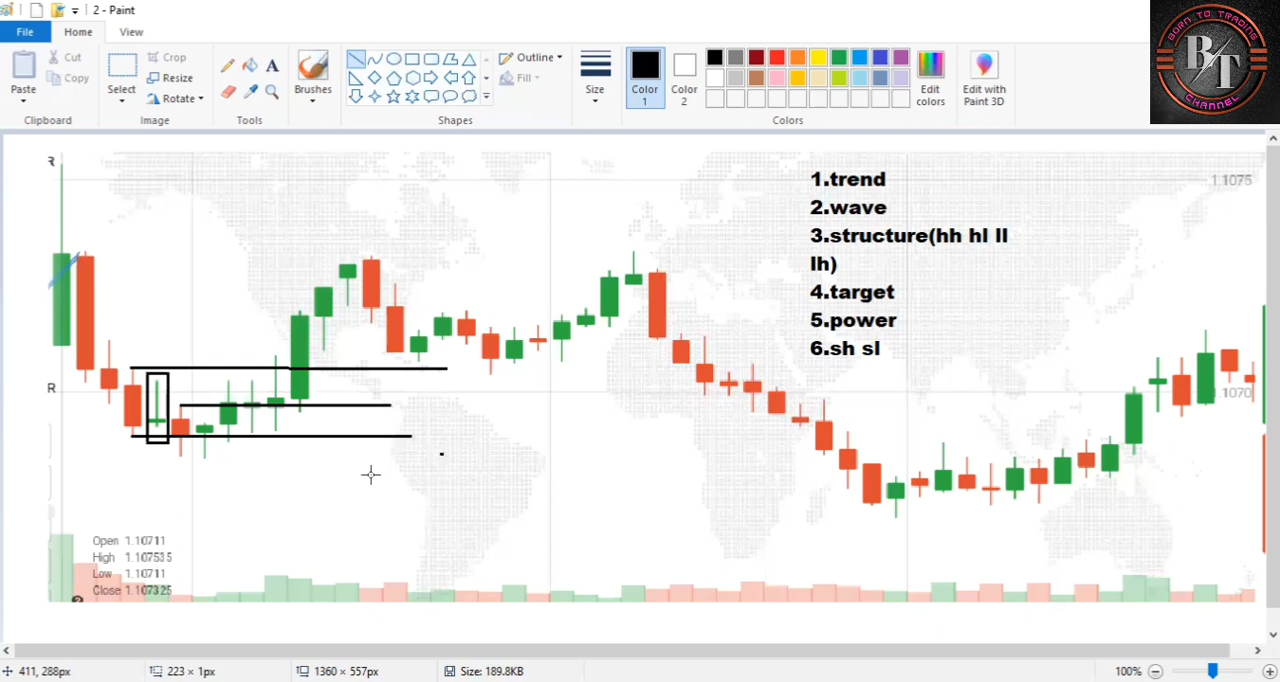 2 - Paint
File
Home
View
Paste
Cut
Copy
Clipboard
Select
Crop
Resize
Rotate
Image
A
Tools
Brushes
Shapes
Outline
Fill
Size
Color
1
Color
2
Edit
colors
Edit with
Paint 3D
Colors
BORN TO TRADING
B/T
CHANNEL
R
1.1075
1.trend
2.wave
3.structure(hh hl ll
lh)
4.target
5.power
6.sh sl
R
1.1070
Open 1.10711
High 1.107535
Low 1.10711
Close 1.107325
?
411, 288px
223 × 1px
1360 × 557px
Size: 189.8KB
100%